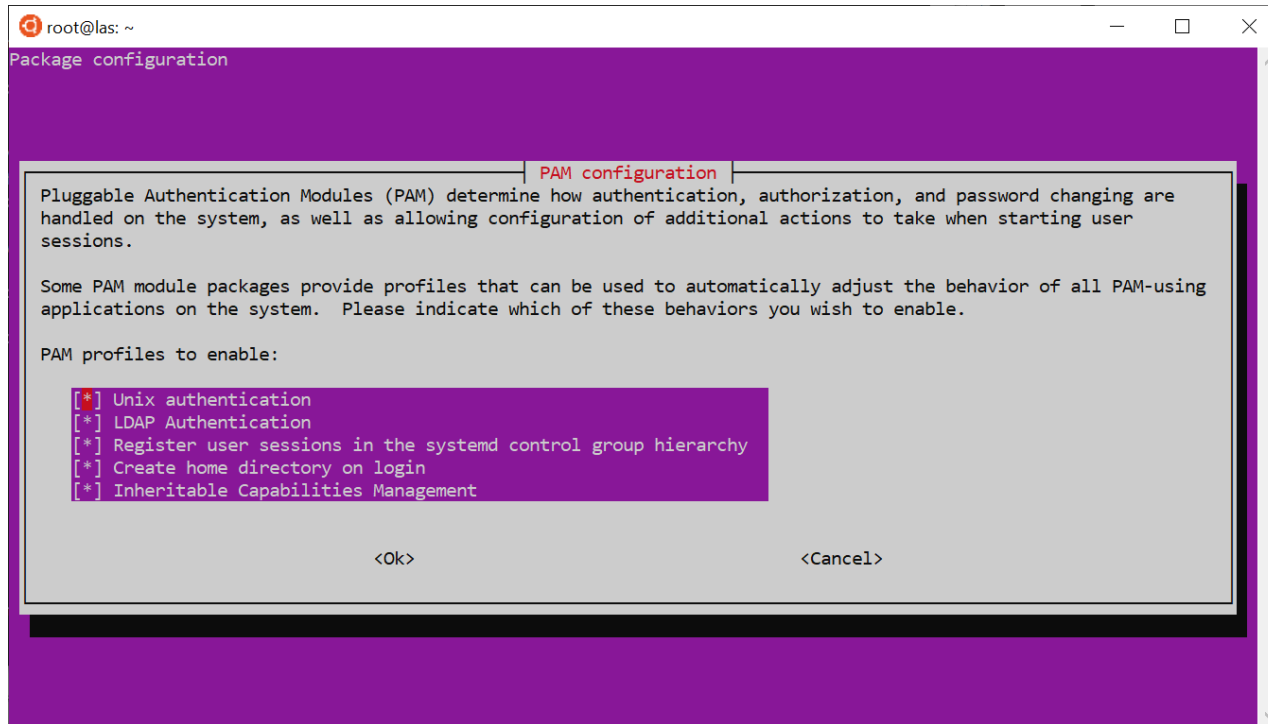 root@las: ~
Package configuration
PAM configuration
Pluggable Authentication Modules (PAM) determine how authentication, authorization, and password changing are
handled on the system, as well as allowing configuration of additional actions to take when starting user
sessions.
Some PAM module packages provide profiles that can be used to automatically adjust the behavior of all PAM-using
applications on the system.  Please indicate which of these behaviors you wish to enable.
PAM profiles to enable:
[*] Unix authentication
[*] LDAP Authentication
[*] Register user sessions in the systemd control group hierarchy
[*] Create home directory on login
[*] Inheritable Capabilities Management
<Ok> <Cancel>